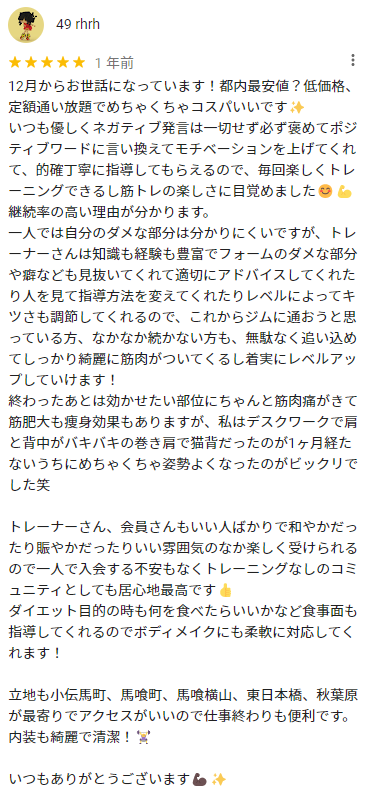 49 rhrh
★★★★★ 1 年前
12月からお世話になっています！都内最安値？低価格、
定額通い放題でめちゃくちゃコスパいいです✨
いつも優しくネガティブ発言は一切せず必ず褒めてポジ
ティブワードに言い換えてモチベーションを上げてくれ
て、的確丁寧に指導してもらえるので、毎回楽しくトレ
ーニングできるし筋トレの楽しさに目覚めました😊💪
継続率の高い理由が分かります。
一人では自分のダメな部分は分かりにくいですが、トレ
ーナーさんは知識も経験も豊富でフォームのダメな部分
や癖なども見抜いてくれて適切にアドバイスしてくれた
り人を見て指導方法を変えてくれたりレベルによってキ
ツさも調節してくれるので、これからジムに通おうと思
っている方、なかなか続かない方も、無駄なく追い込め
てしっかり綺麗に筋肉がついてくるし着実にレベルアッ
プしていけます！
終わったあとは効かせたい部位にちゃんと筋肉痛がきて
筋肥大も痩身効果もありますが、私はデスクワークで肩
と背中がバキバキの巻き肩で猫背だったのが1ヶ月経た
ないうちにめちゃくちゃ姿勢よくなったのがビックリで
した笑
トレーナーさん、会員さんもいい人ばかりで和やかだっ
たり賑やかだったりいい雰囲気のなか楽しく受けられる
ので一人で入会する不安もなくトレーニングなしのコミ
ュニティとしても居心地最高です👍
ダイエット目的の時も何を食べたらいいかなど食事面も
指導してくれるのでボディメイクにも柔軟に対応してく
れます！
立地も小伝馬町、馬喰町、馬喰横山、東日本橋、秋葉原
が最寄りでアクセスがいいので仕事終わりも便利です。
内装も綺麗で清潔！🏋️
いつもありがとうございます💪🏿✨